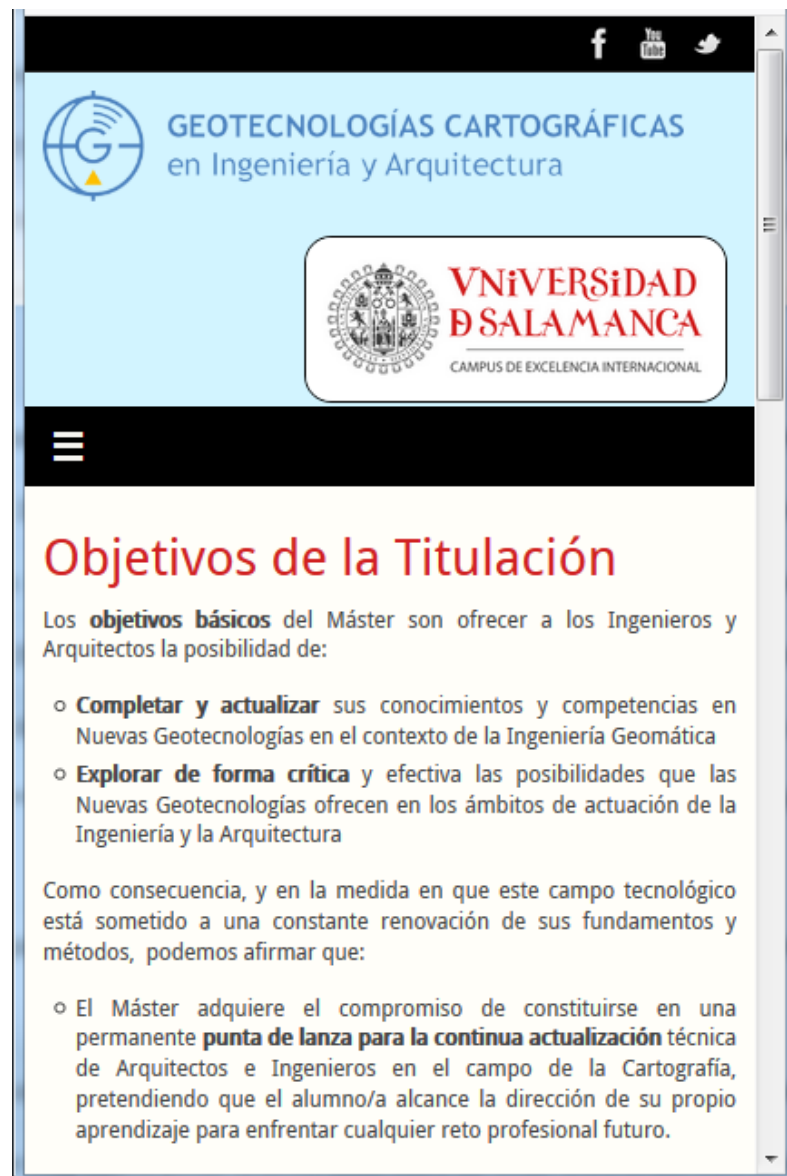 You
Tube
GEOTECNOLOGÍAS CARTOGRÁFICAS
en Ingeniería y Arquitectura
G
VNiVERSiDAD
Ð SALAMANCA
CAMPUS DE EXCELENCIA INTERNACIONAL
Objetivos de la Titulación
Los objetivos básicos del Máster son ofrecer a los Ingenieros y
Arquitectos la posibilidad de:
Completar y actualizar sus conocimientos y competencias en
Nuevas Geotecnologías en el contexto de la Ingeniería Geomática
Explorar de forma crítica y efectiva las posibilidades que las
Nuevas Geotecnologías ofrecen en los ámbitos de actuación de la
Ingeniería y la Arquitectura
Como consecuencia, y en la medida en que este campo tecnológico
está sometido a una constante renovación de sus fundamentos y
métodos, podemos afirmar que:
El Máster adquiere el compromiso de constituirse en una
permanente punta de lanza para la continua actualización técnica
de Arquitectos e Ingenieros en el campo de la Cartografía,
pretendiendo que el alumno/a alcance la dirección de su propio
aprendizaje para enfrentar cualquier reto profesional futuro.